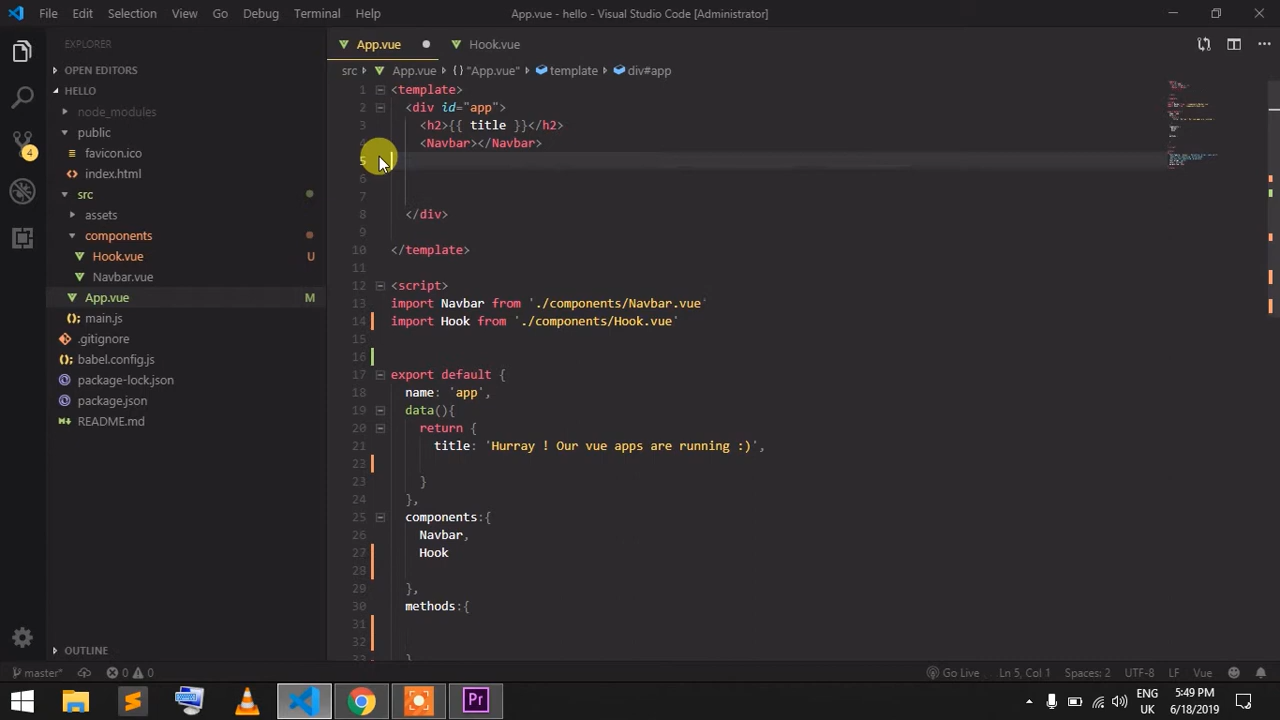 File Edit Selection View Go Debug Terminal Help
App.vue - hello - Visual Studio Code [Administrator]
EXPLORER
OPEN EDITORS
HELLO
node_modules
public
favicon.ico
index.html
src
assets
components
Hook.vue U
Navbar.vue
App.vue M
main.js
.gitignore
babel.config.js
package-lock.json
package.json
README.md
OUTLINE
4
App.vue
Hook.vue
src App.vue {} "App.vue" template div#app
1 <template>
2 <div id="app">
3 <h2>{{ title }}</h2>
<Navbar></Navbar>
5
6
7
8 </div>
9
10 </template>
11
12 <script>
13 import Navbar from './components/Navbar.vue'
14 import Hook from './components/Hook.vue'
15
16
17 export default {
18 name: 'app',
19 data(){
20 return {
21 title: 'Hurray ! Our vue apps are running :)',
23
23 }
24 },
25 components:{
26 Navbar,
27 Hook
28
29 },
30 methods:{
31
32
33 }
master* 0 0
Go Live Ln 5, Col 1 Spaces: 2 UTF-8 LF Vue
Pr
ENG
UK
5:49 PM
6/18/2019